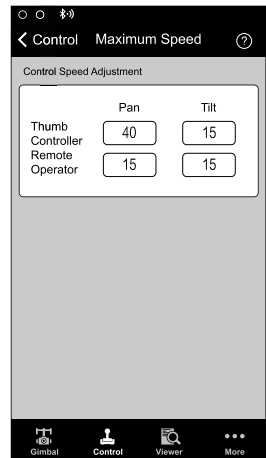 Control Maximum Speed ?
Control Speed Adjustment
Pan Tilt
Thumb
Controller 40 15
Remote
Operator 15 15
Gimbal Control Viewer More